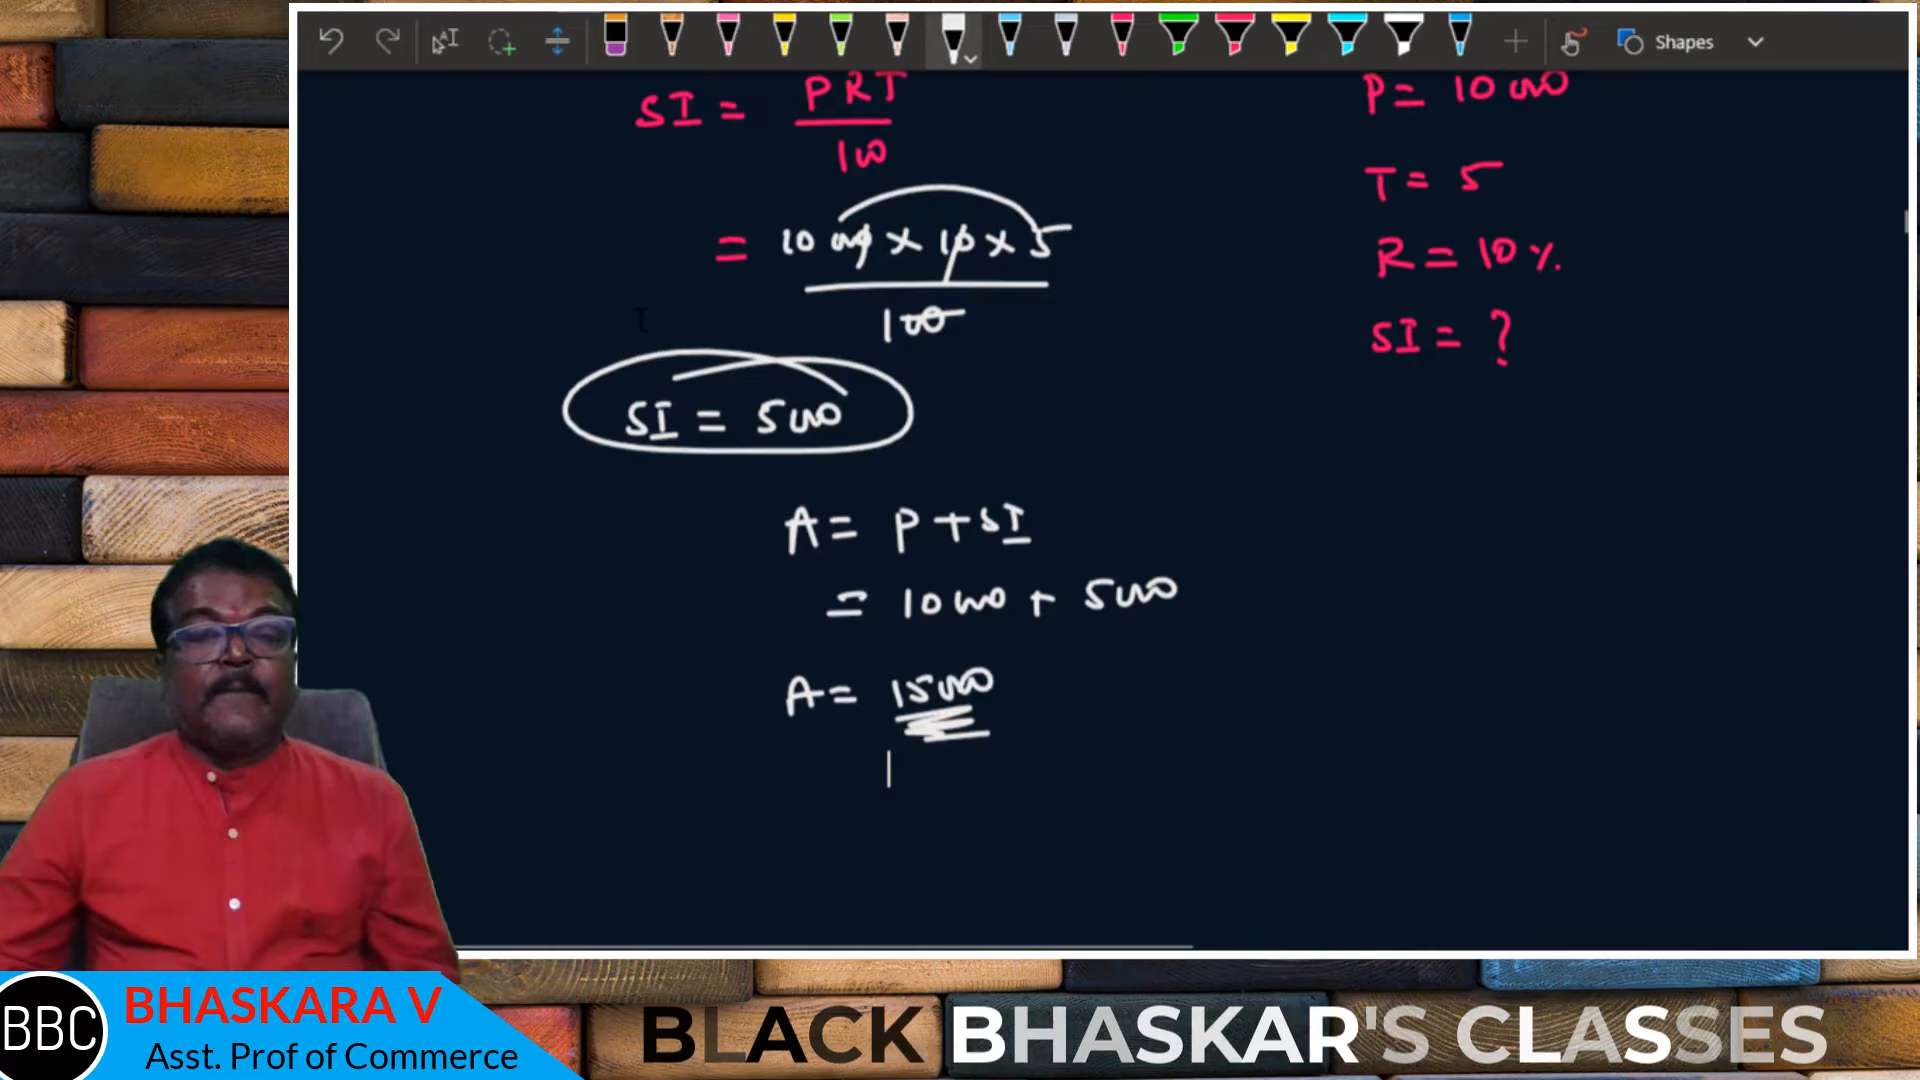 Shapes
SI = PRT
100
= 10000 x 10 x 5
100
SI = 5000
A = P + SI
= 10000 + 5000
A = 15000
P = 10000
T = 5
R = 10%
SI = ?
BBC
BHASKARA V
Asst. Prof of Commerce
BLACK BHASKAR'S CLASSES